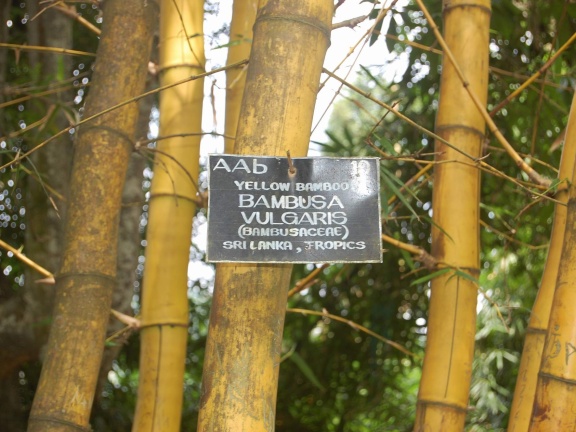 AAb 10
YELLOW BAMBOO
BAMBUSA
VULGARIS
(BAMBUSACEAE)
SRI LANKA, TROPICS